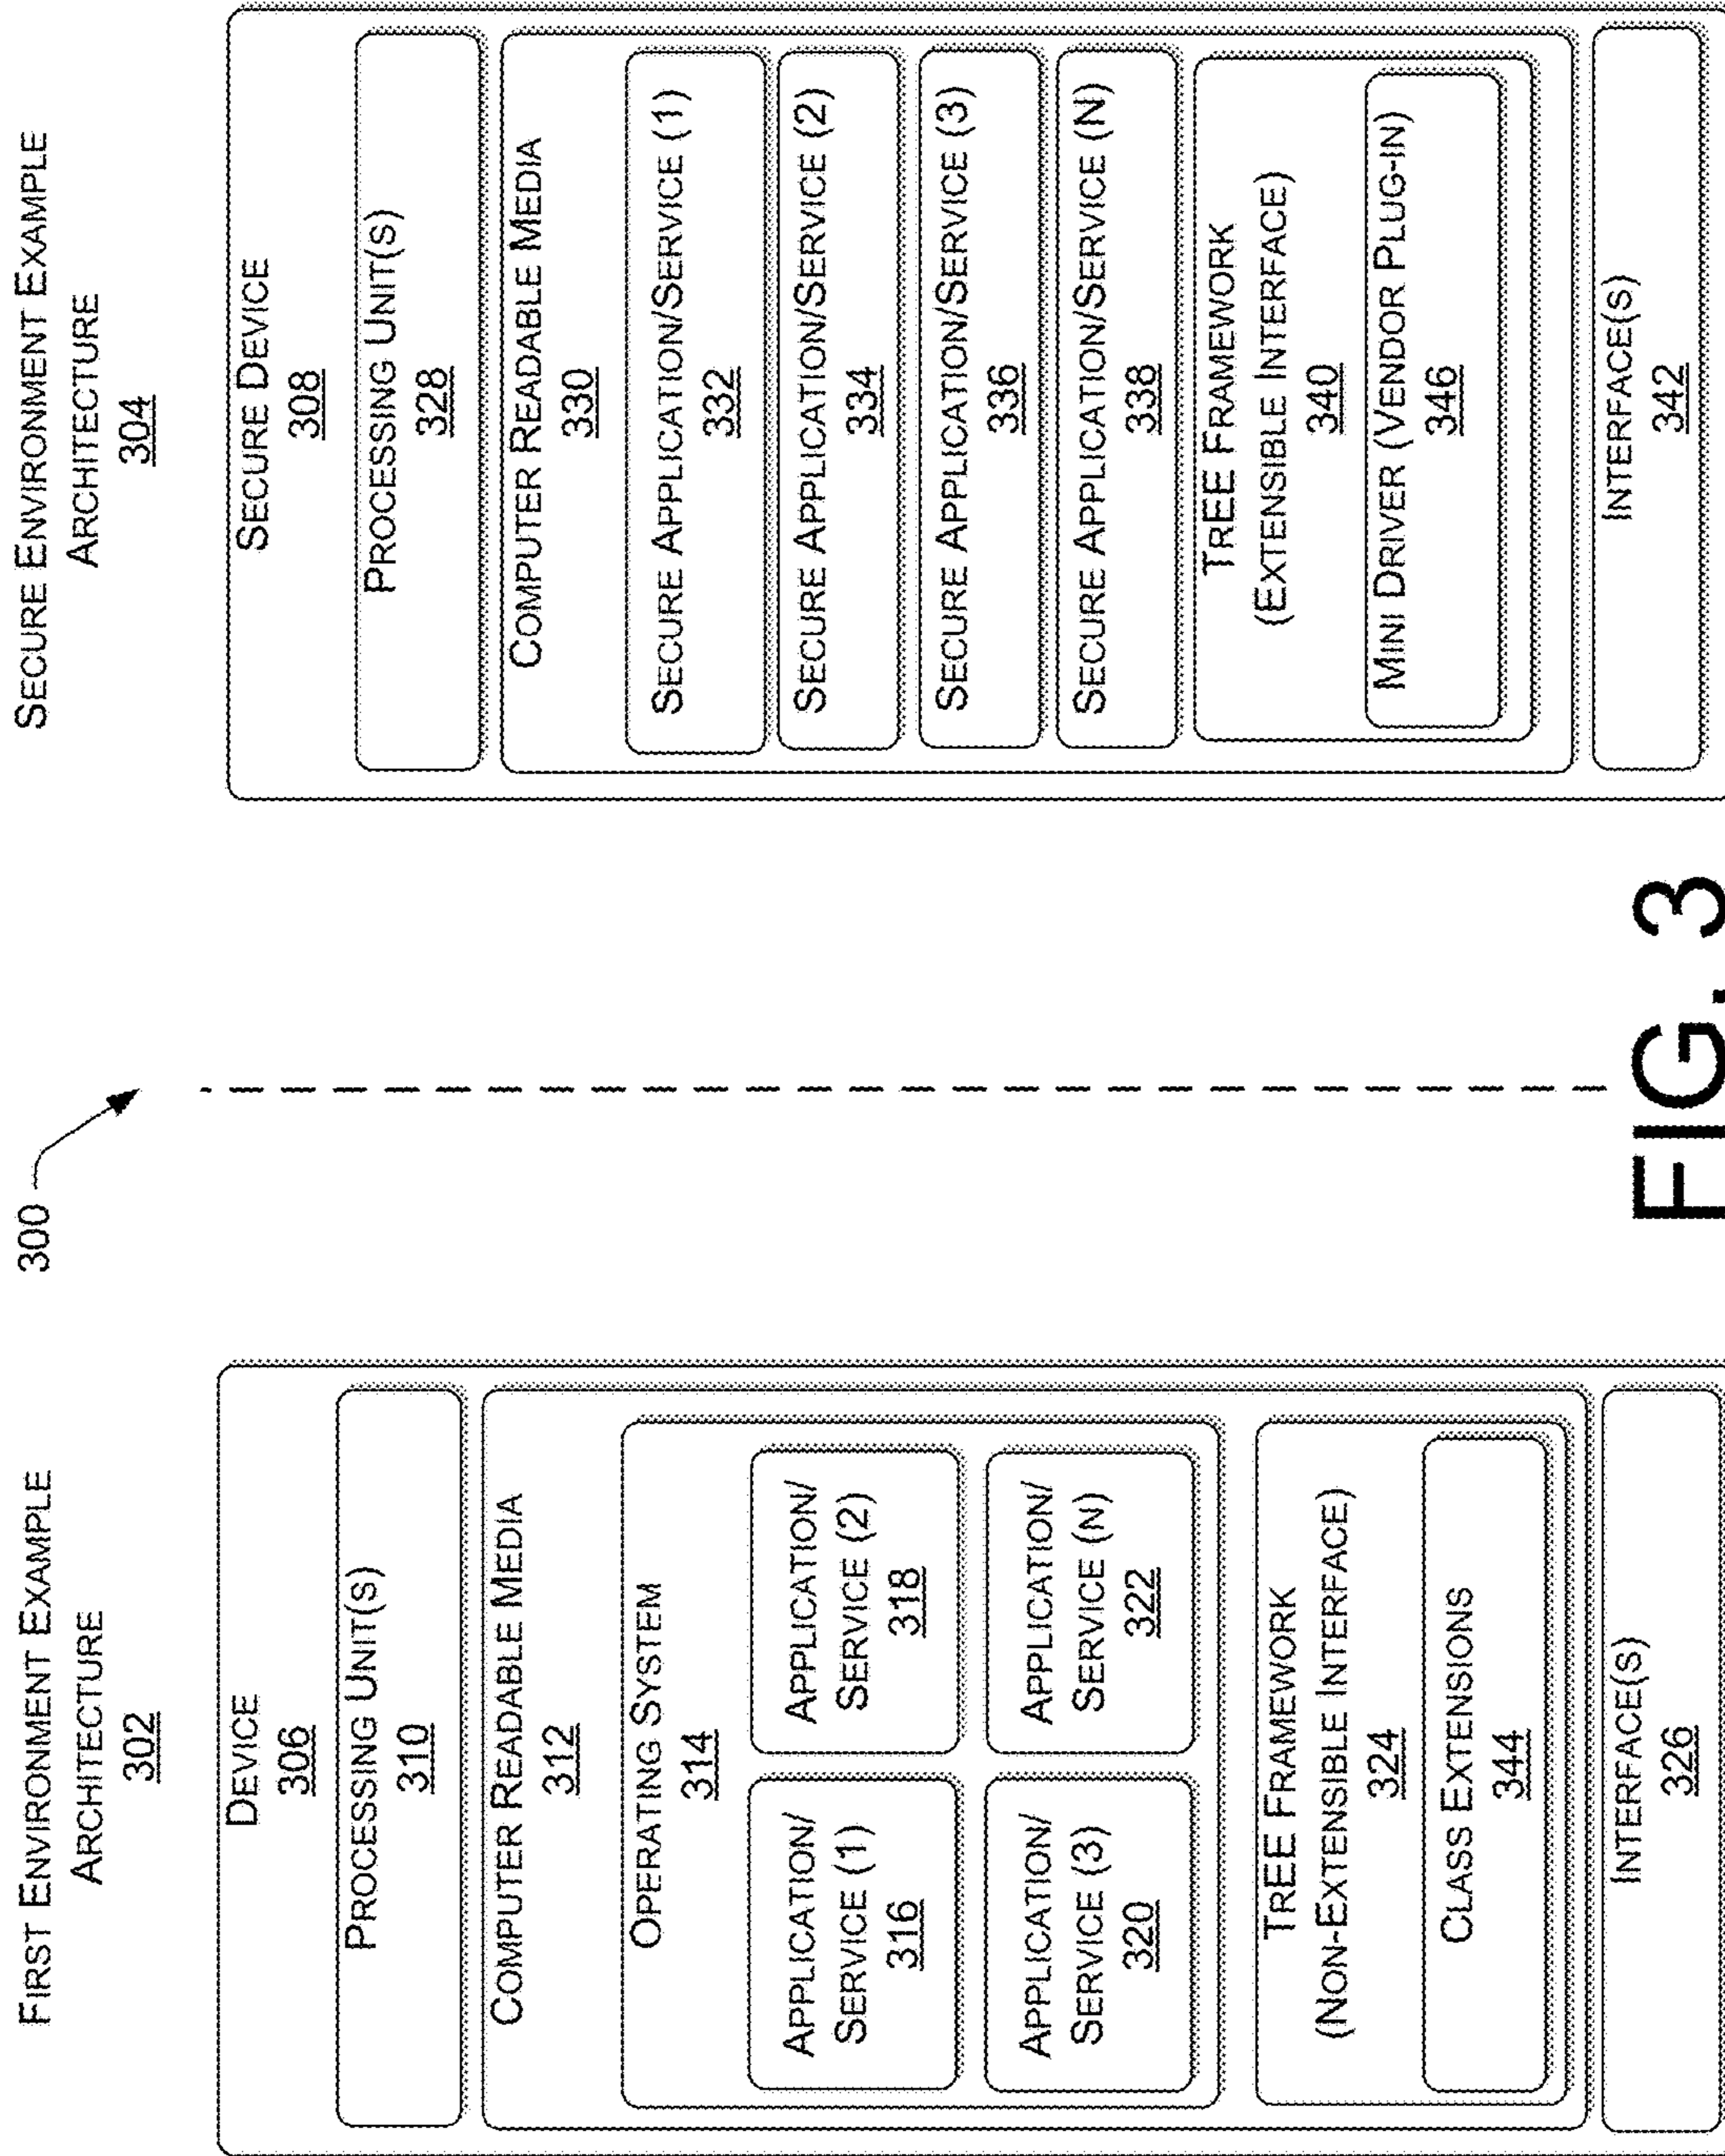 300
FIRST ENVIRONMENT EXAMPLE
ARCHITECTURE
302
DEVICE
306
PROCESSING UNIT(S)
310
COMPUTER READABLE MEDIA
312
OPERATING SYSTEM
314
APPLICATION/
SERVICE (1)
316
APPLICATION/
SERVICE (2)
318
APPLICATION/
SERVICE (3)
320
APPLICATION/
SERVICE (N)
322
TrEE FRAMEWORK
(NON-EXTENSIBLE INTERFACE)
324
CLASS EXTENSIONS
344
INTERFACE(S)
326
SECURE ENVIRONMENT EXAMPLE
ARCHITECTURE
304
SECURE DEVICE
308
PROCESSING UNIT(S)
328
COMPUTER READABLE MEDIA
330
SECURE APPLICATION/SERVICE (1)
332
SECURE APPLICATION/SERVICE (2)
334
SECURE APPLICATION/SERVICE (3)
336
SECURE APPLICATION/SERVICE (N)
338
TrEE FRAMEWORK
(EXTENSIBLE INTERFACE)
340
MINI DRIVER (VENDOR PLUG-IN)
346
INTERFACE(S)
342
FIG. 3